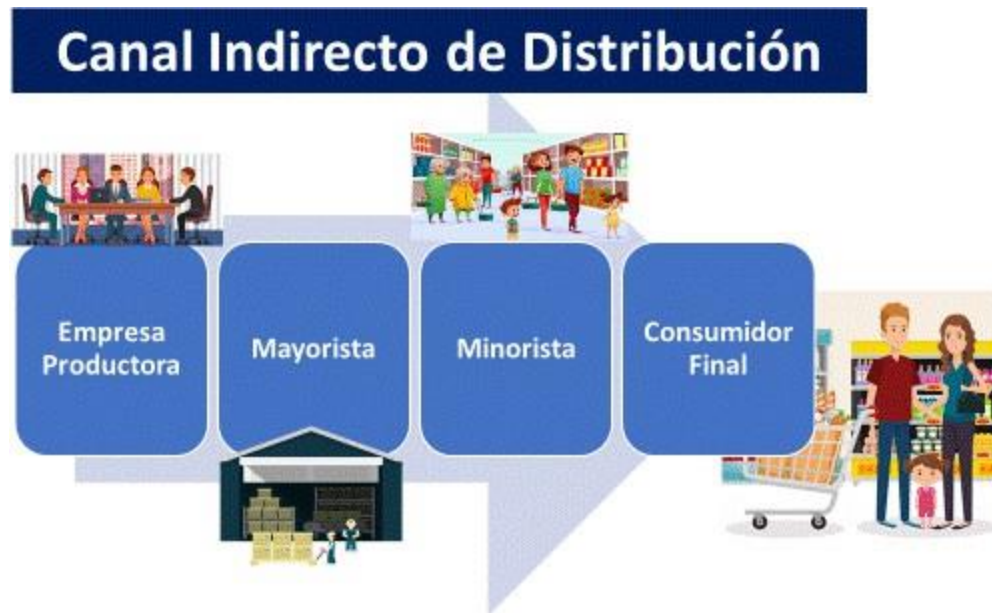 Canal Indirecto de Distribución
Empresa
Productora
Mayorista
Minorista
Consumidor
Final